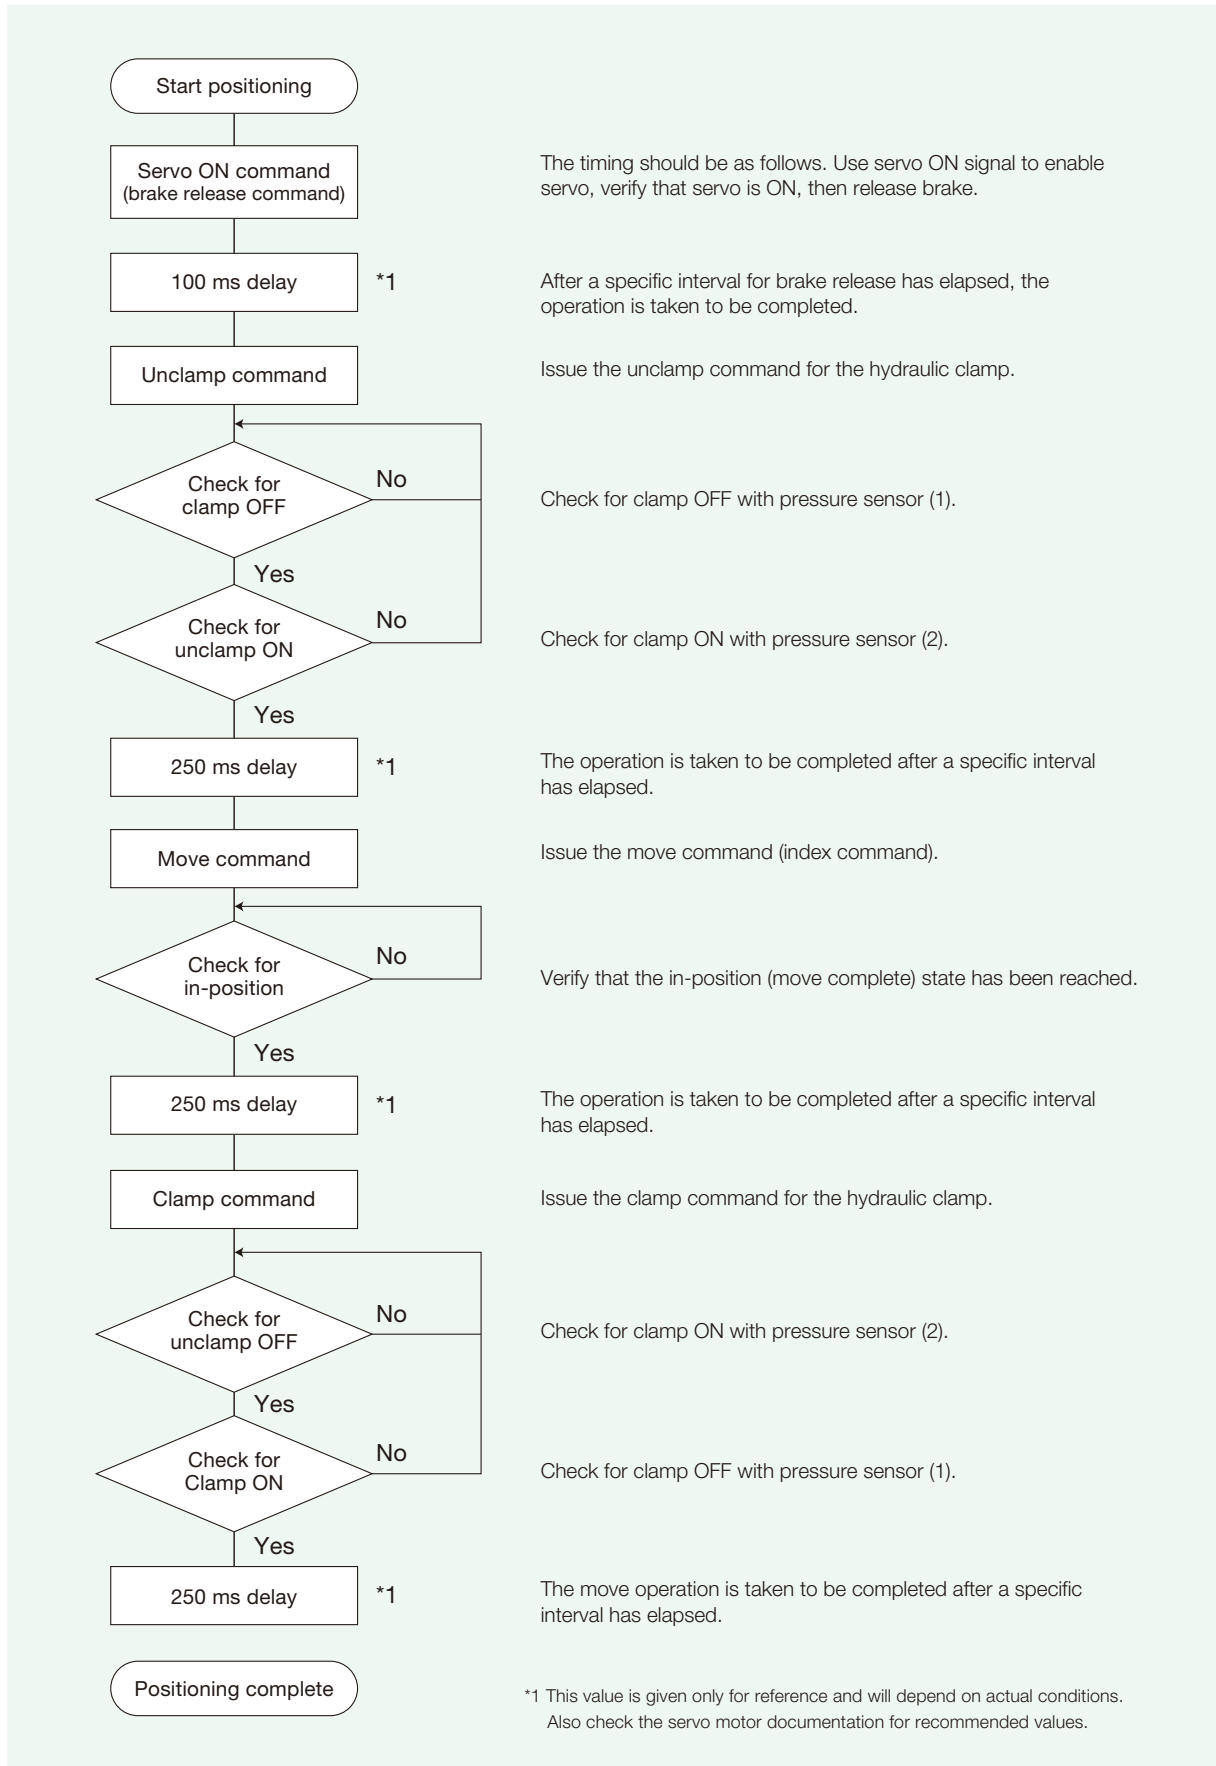 Start positioning
Servo ON command
(brake release command)
The timing should be as follows. Use servo ON signal to enable
servo, verify that servo is ON, then release brake.
100 ms delay
*1
After a specific interval for brake release has elapsed, the
operation is taken to be completed.
Unclamp command
Issue the unclamp command for the hydraulic clamp.
Check for
clamp OFF
No
Check for clamp OFF with pressure sensor (1).
Yes
Check for
unclamp ON
No
Check for clamp ON with pressure sensor (2).
Yes
250 ms delay
*1
The operation is taken to be completed after a specific interval
has elapsed.
Move command
Issue the move command (index command).
Check for
in-position
No
Verify that the in-position (move complete) state has been reached.
Yes
250 ms delay
*1
The operation is taken to be completed after a specific interval
has elapsed.
Clamp command
Issue the clamp command for the hydraulic clamp.
Check for
unclamp OFF
No
Check for clamp ON with pressure sensor (2).
Yes
Check for
Clamp ON
No
Check for clamp OFF with pressure sensor (1).
Yes
250 ms delay
*1
The move operation is taken to be completed after a specific
interval has elapsed.
Positioning complete
*1 This value is given only for reference and will depend on actual conditions.
Also check the servo motor documentation for recommended values.